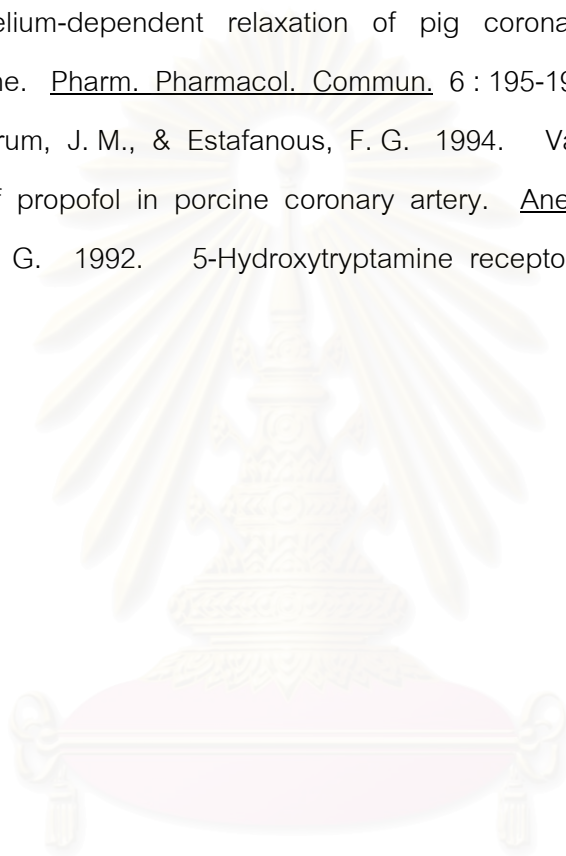 elium-dependent relaxation of pig corona
ne. Pharm. Pharmacol. Commun. 6 : 195-19
rum, J. M., & Estafanous, F. G. 1994. Va
f propofol in porcine coronary artery. Ane
G. 1992. 5-Hydroxytryptamine recepto